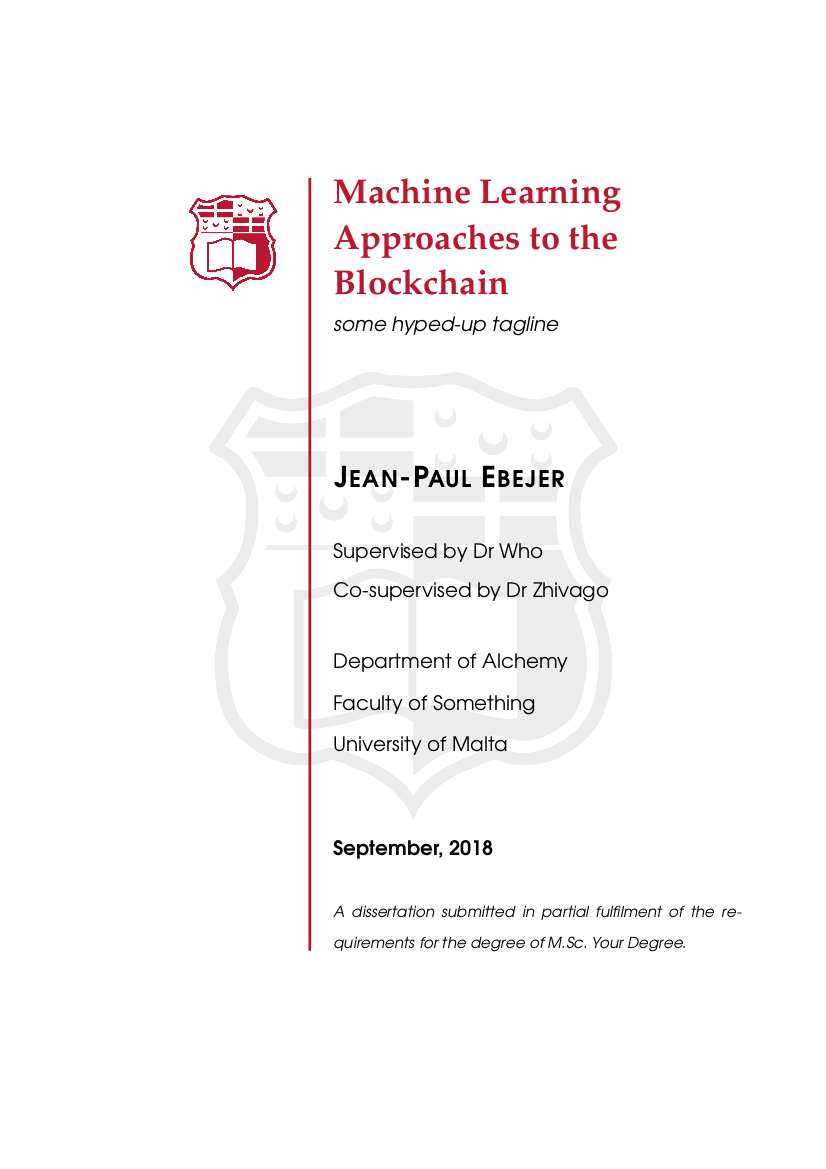 Machine Learning
Approaches to the
Blockchain
some hyped-up tagline
JEAN-PAUL EBEJER
Supervised by Dr Who
Co-supervised by Dr Zhivago
Department of Alchemy
Faculty of Something
University of Malta
September, 2018
A dissertation submitted in partial fulfilment of the re-
quirements for the degree of M.Sc. Your Degree.